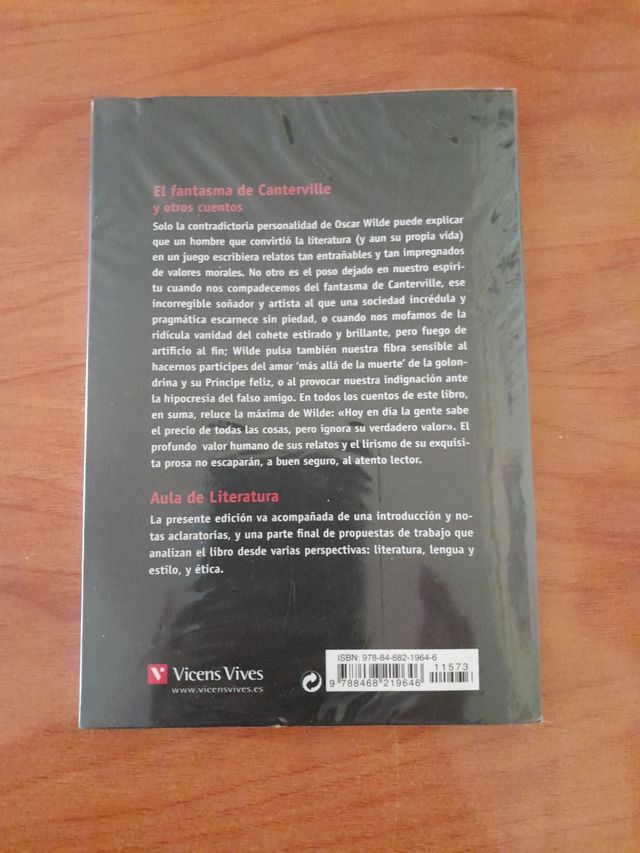 El fantasma de Canterville
y otros cuentos
Solo la contradictoria personalidad de Oscar Wilde puede explicar
que un hombre que convirtió la literatura (y aun su propia vida)
en un juego escribiera relatos tan entrañables y tan impregnados
de valores morales. No otro es el poso dejado en nuestro espíri-
tu cuando nos compadecemos del fantasma de Canterville, ese
incorregible soñador y artista al que una sociedad incrédula y
pragmática escarnece sin piedad, o cuando nos mofamos de la
ridícula vanidad del cohete estirado y brillante, pero fuego de
artificio al fin; Wilde pulsa también nuestra fibra sensible al
hacernos partícipes del amor ‘más allá de la muerte’ de la golon-
drina y su Príncipe feliz, o al provocar nuestra indignación ante
la hipocresía del falso amigo. En todos los cuentos de este libro,
en suma, reluce la máxima de Wilde: «Hoy en día la gente sabe
el precio de todas las cosas, pero ignora su verdadero valor». El
profundo valor humano de sus relatos y el lirismo de su exquisi-
ta prosa no escaparán, a buen seguro, al atento lector.
Aula de Literatura
La presente edición va acompañada de una introducción y no-
tas aclaratorias, y una parte final de propuestas de trabajo que
analizan el libro desde varias perspectivas: literatura, lengua y
estilo, y ética.
Vicens Vives
www.vicensvives.es
ISBN: 978-84-682-1964-6
11573
9 788468 219646